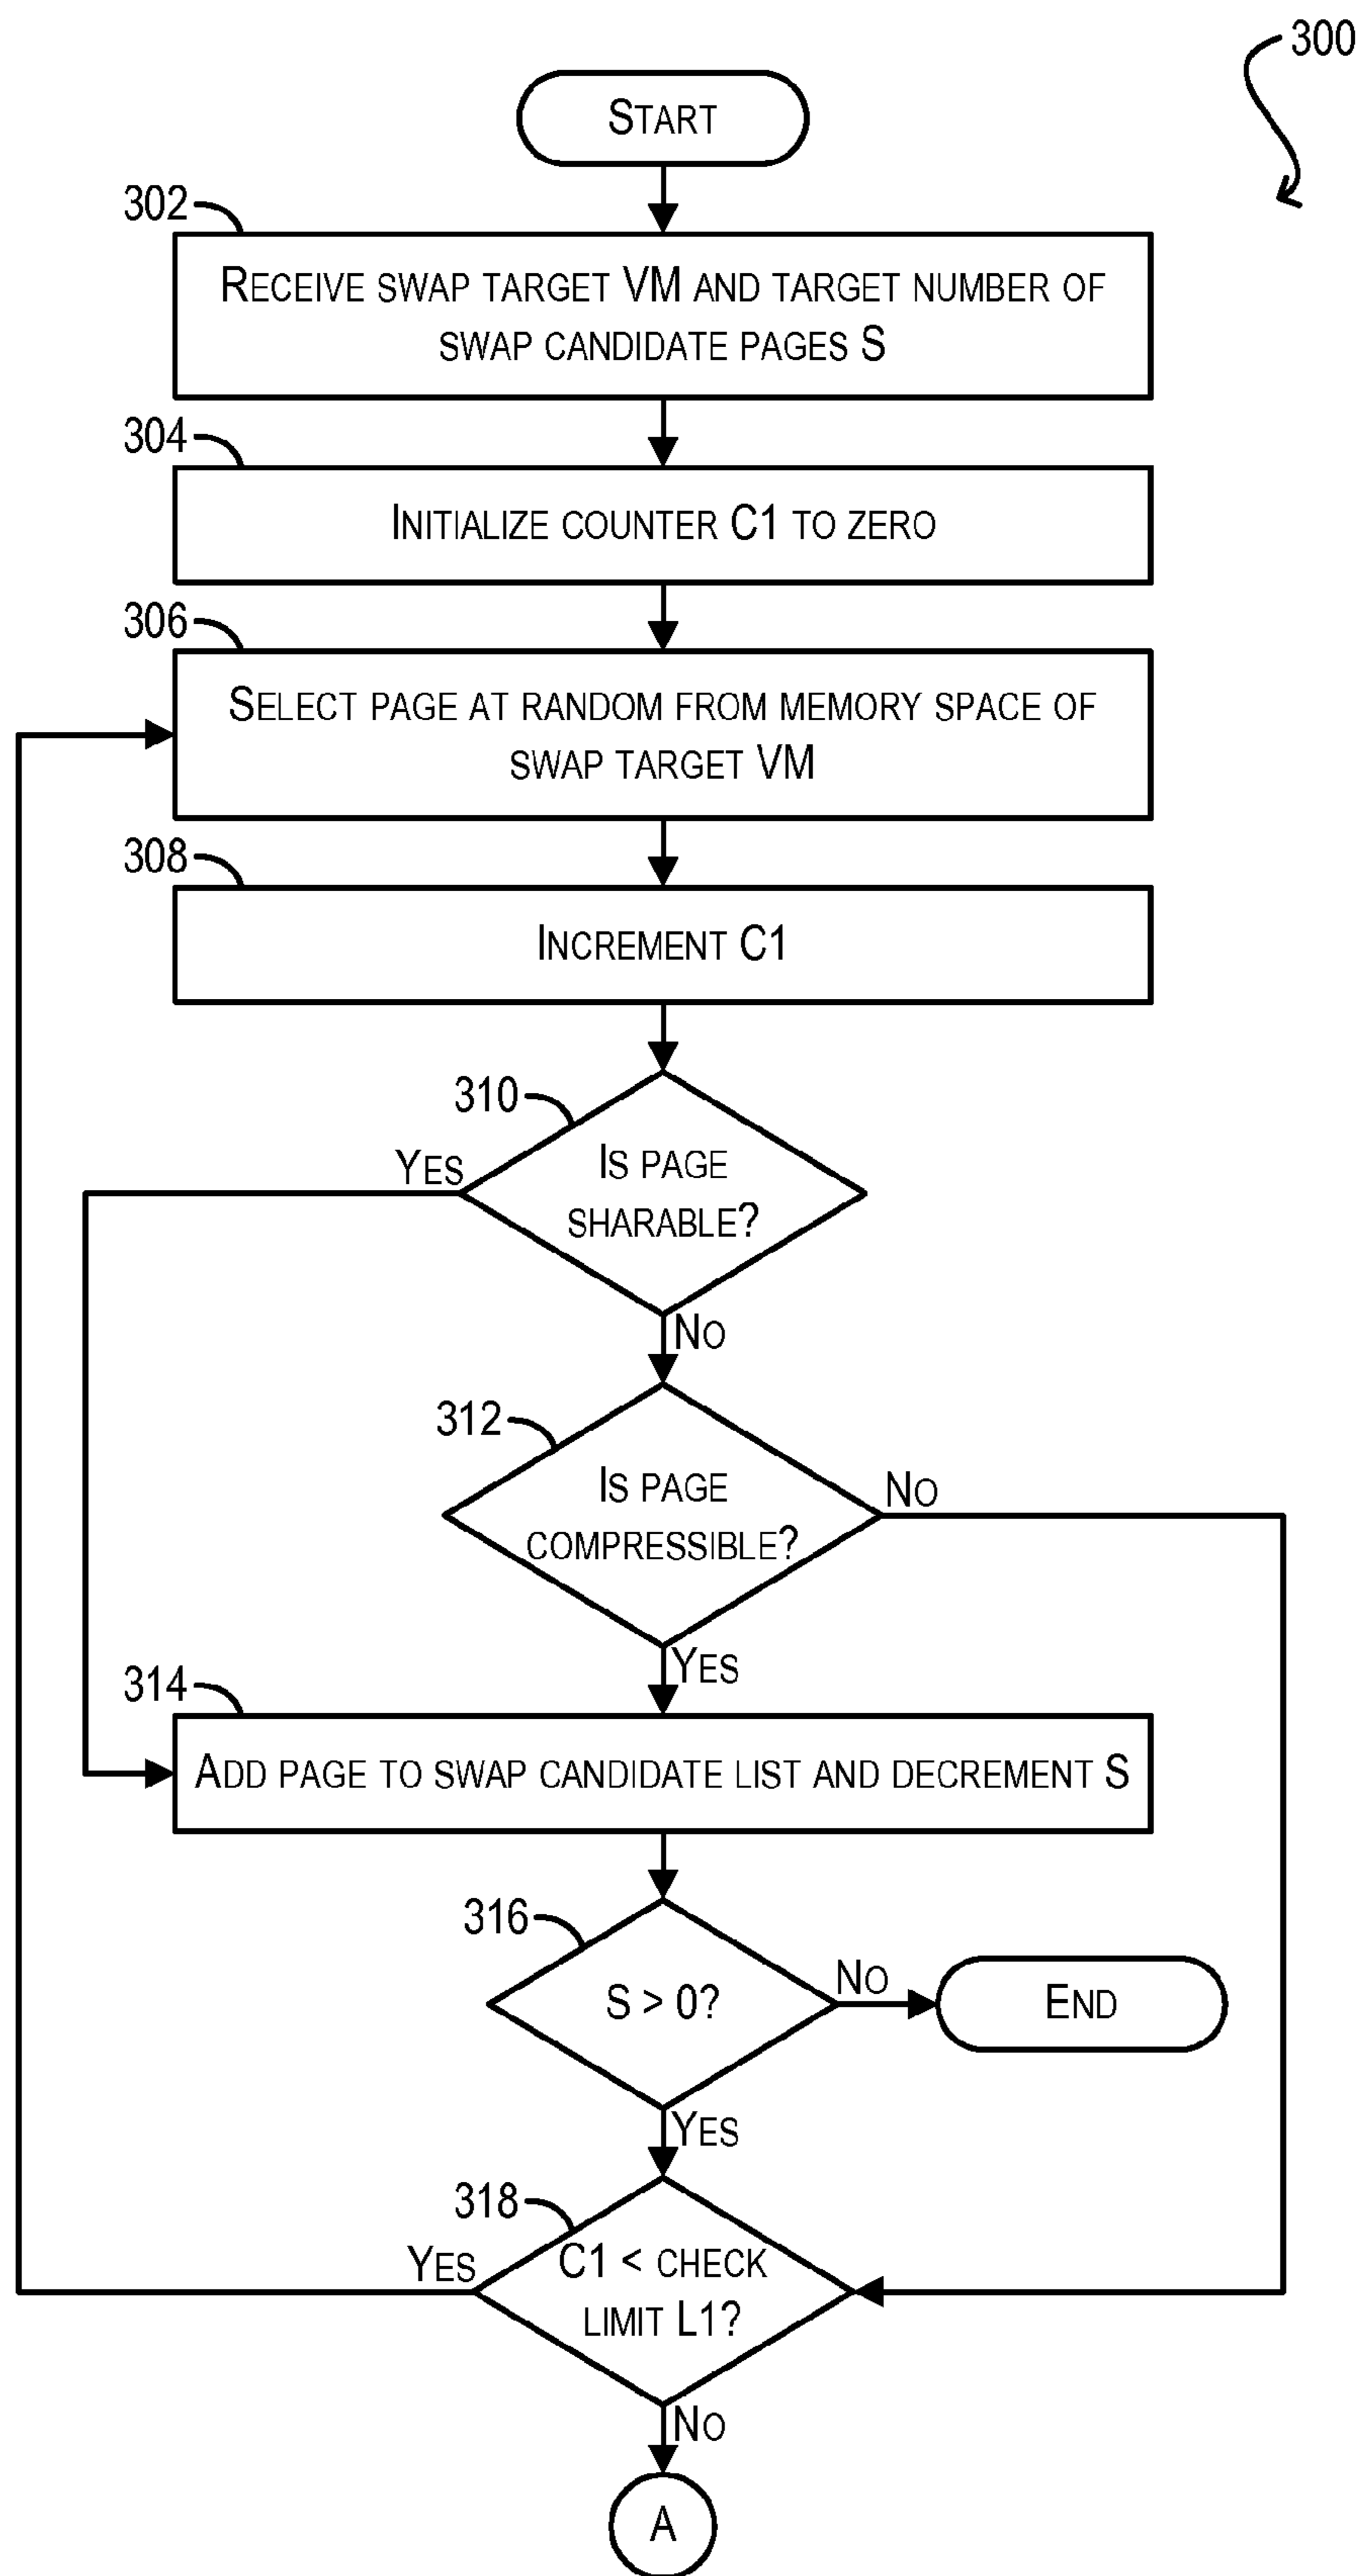 300
START
302
RECEIVE SWAP TARGET VM AND TARGET NUMBER OF
SWAP CANDIDATE PAGES S
304
INITIALIZE COUNTER C1 TO ZERO
306
SELECT PAGE AT RANDOM FROM MEMORY SPACE OF
SWAP TARGET VM
308
INCREMENT C1
310
YES
IS PAGE
SHARABLE?
NO
312
IS PAGE
COMPRESSIBLE?
NO
YES
314
ADD PAGE TO SWAP CANDIDATE LIST AND DECREMENT S
316
S > 0?
NO
END
YES
318
YES
C1 < CHECK
LIMIT L1?
NO
A